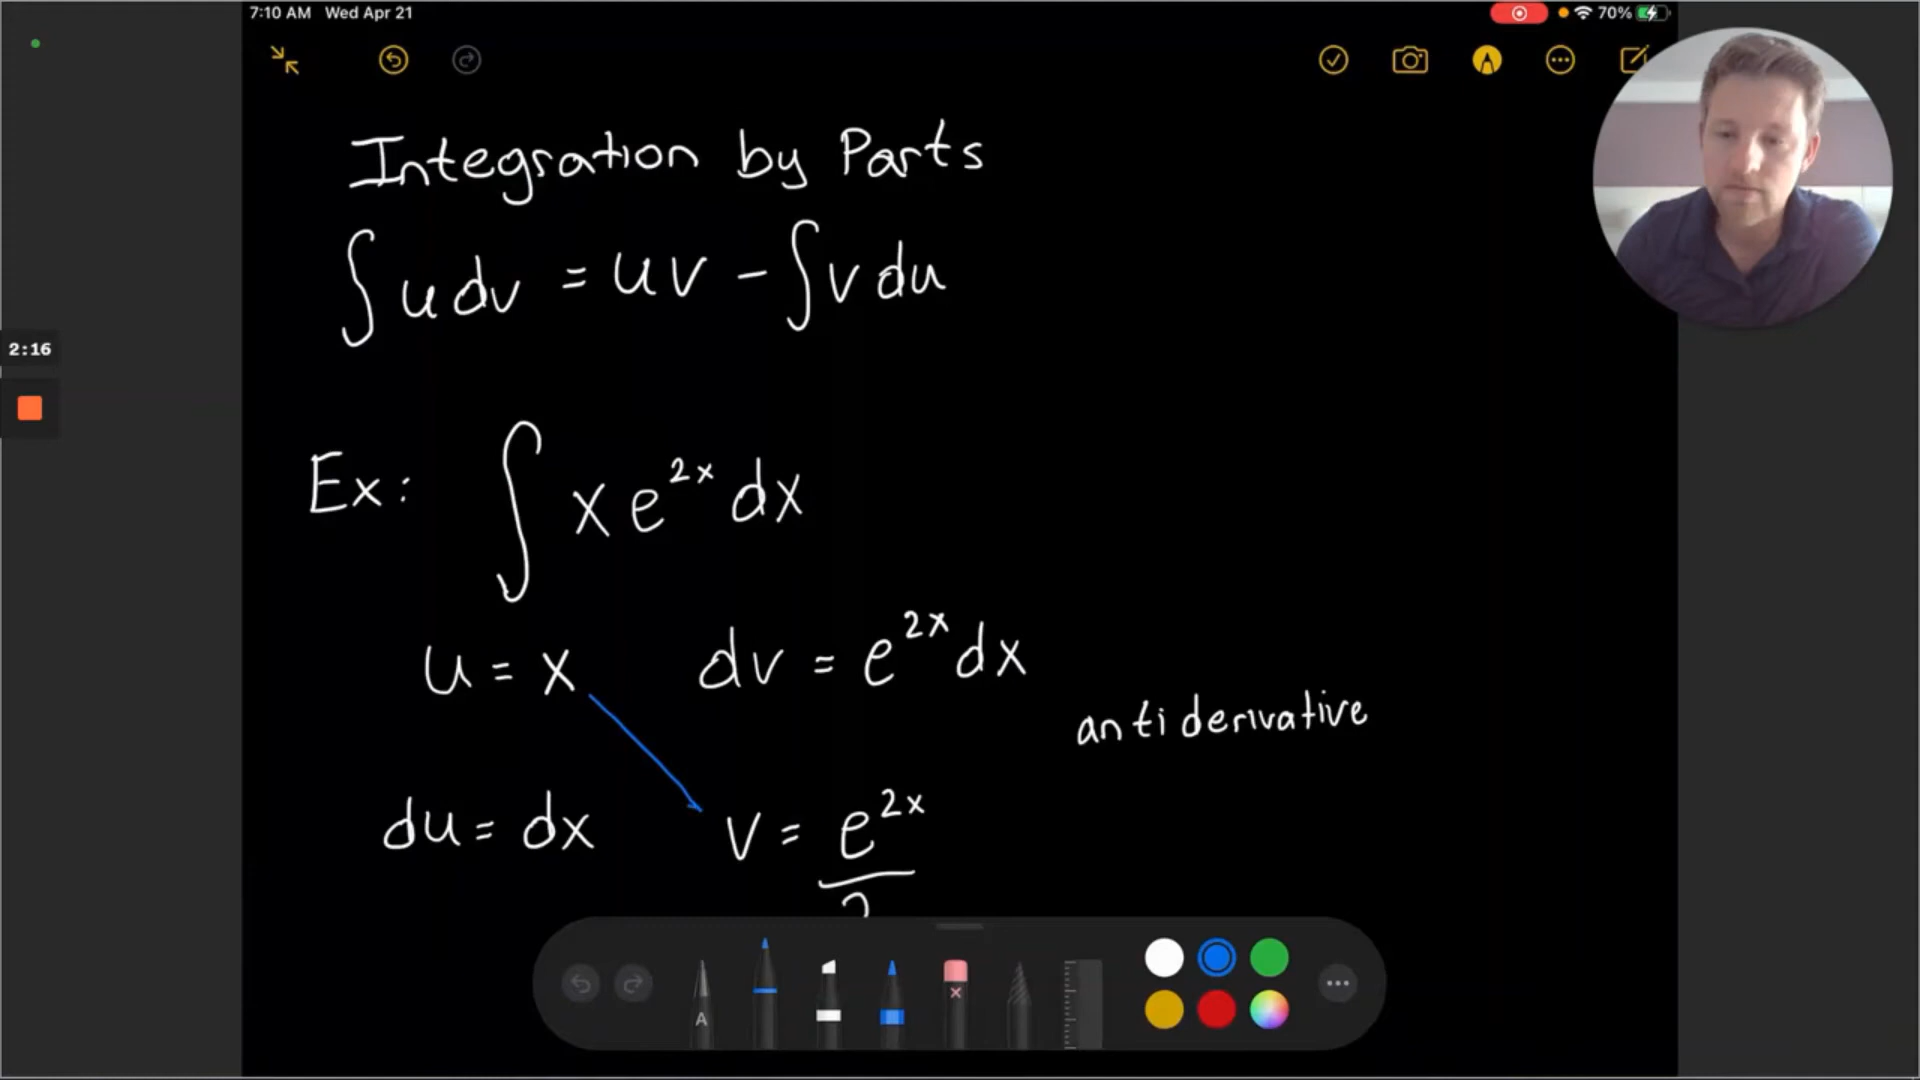 7:10 AM Wed Apr 21
70%
Integration by Parts
∫ u dv = uv - ∫ v du
2:16
Ex: ∫ x e^{2x} dx
u = x dv = e^{2x} dx
anti derivative
du = dx v = e^{2x}
A